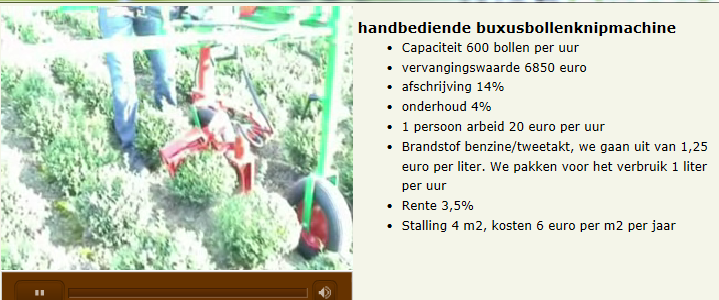 handbediende buxusbollenknipmachine
• Capaciteit 600 bollen per uur
• vervangingswaarde 6850 euro
• afschrijving 14%
• onderhoud 4%
• 1 persoon arbeid 20 euro per uur
• Brandstof benzine/tweetakt, we gaan uit van 1,25
euro per liter. We pakken voor het verbruik 1 liter
per uur
• Rente 3,5%
• Stalling 4 m2, kosten 6 euro per m2 per jaar